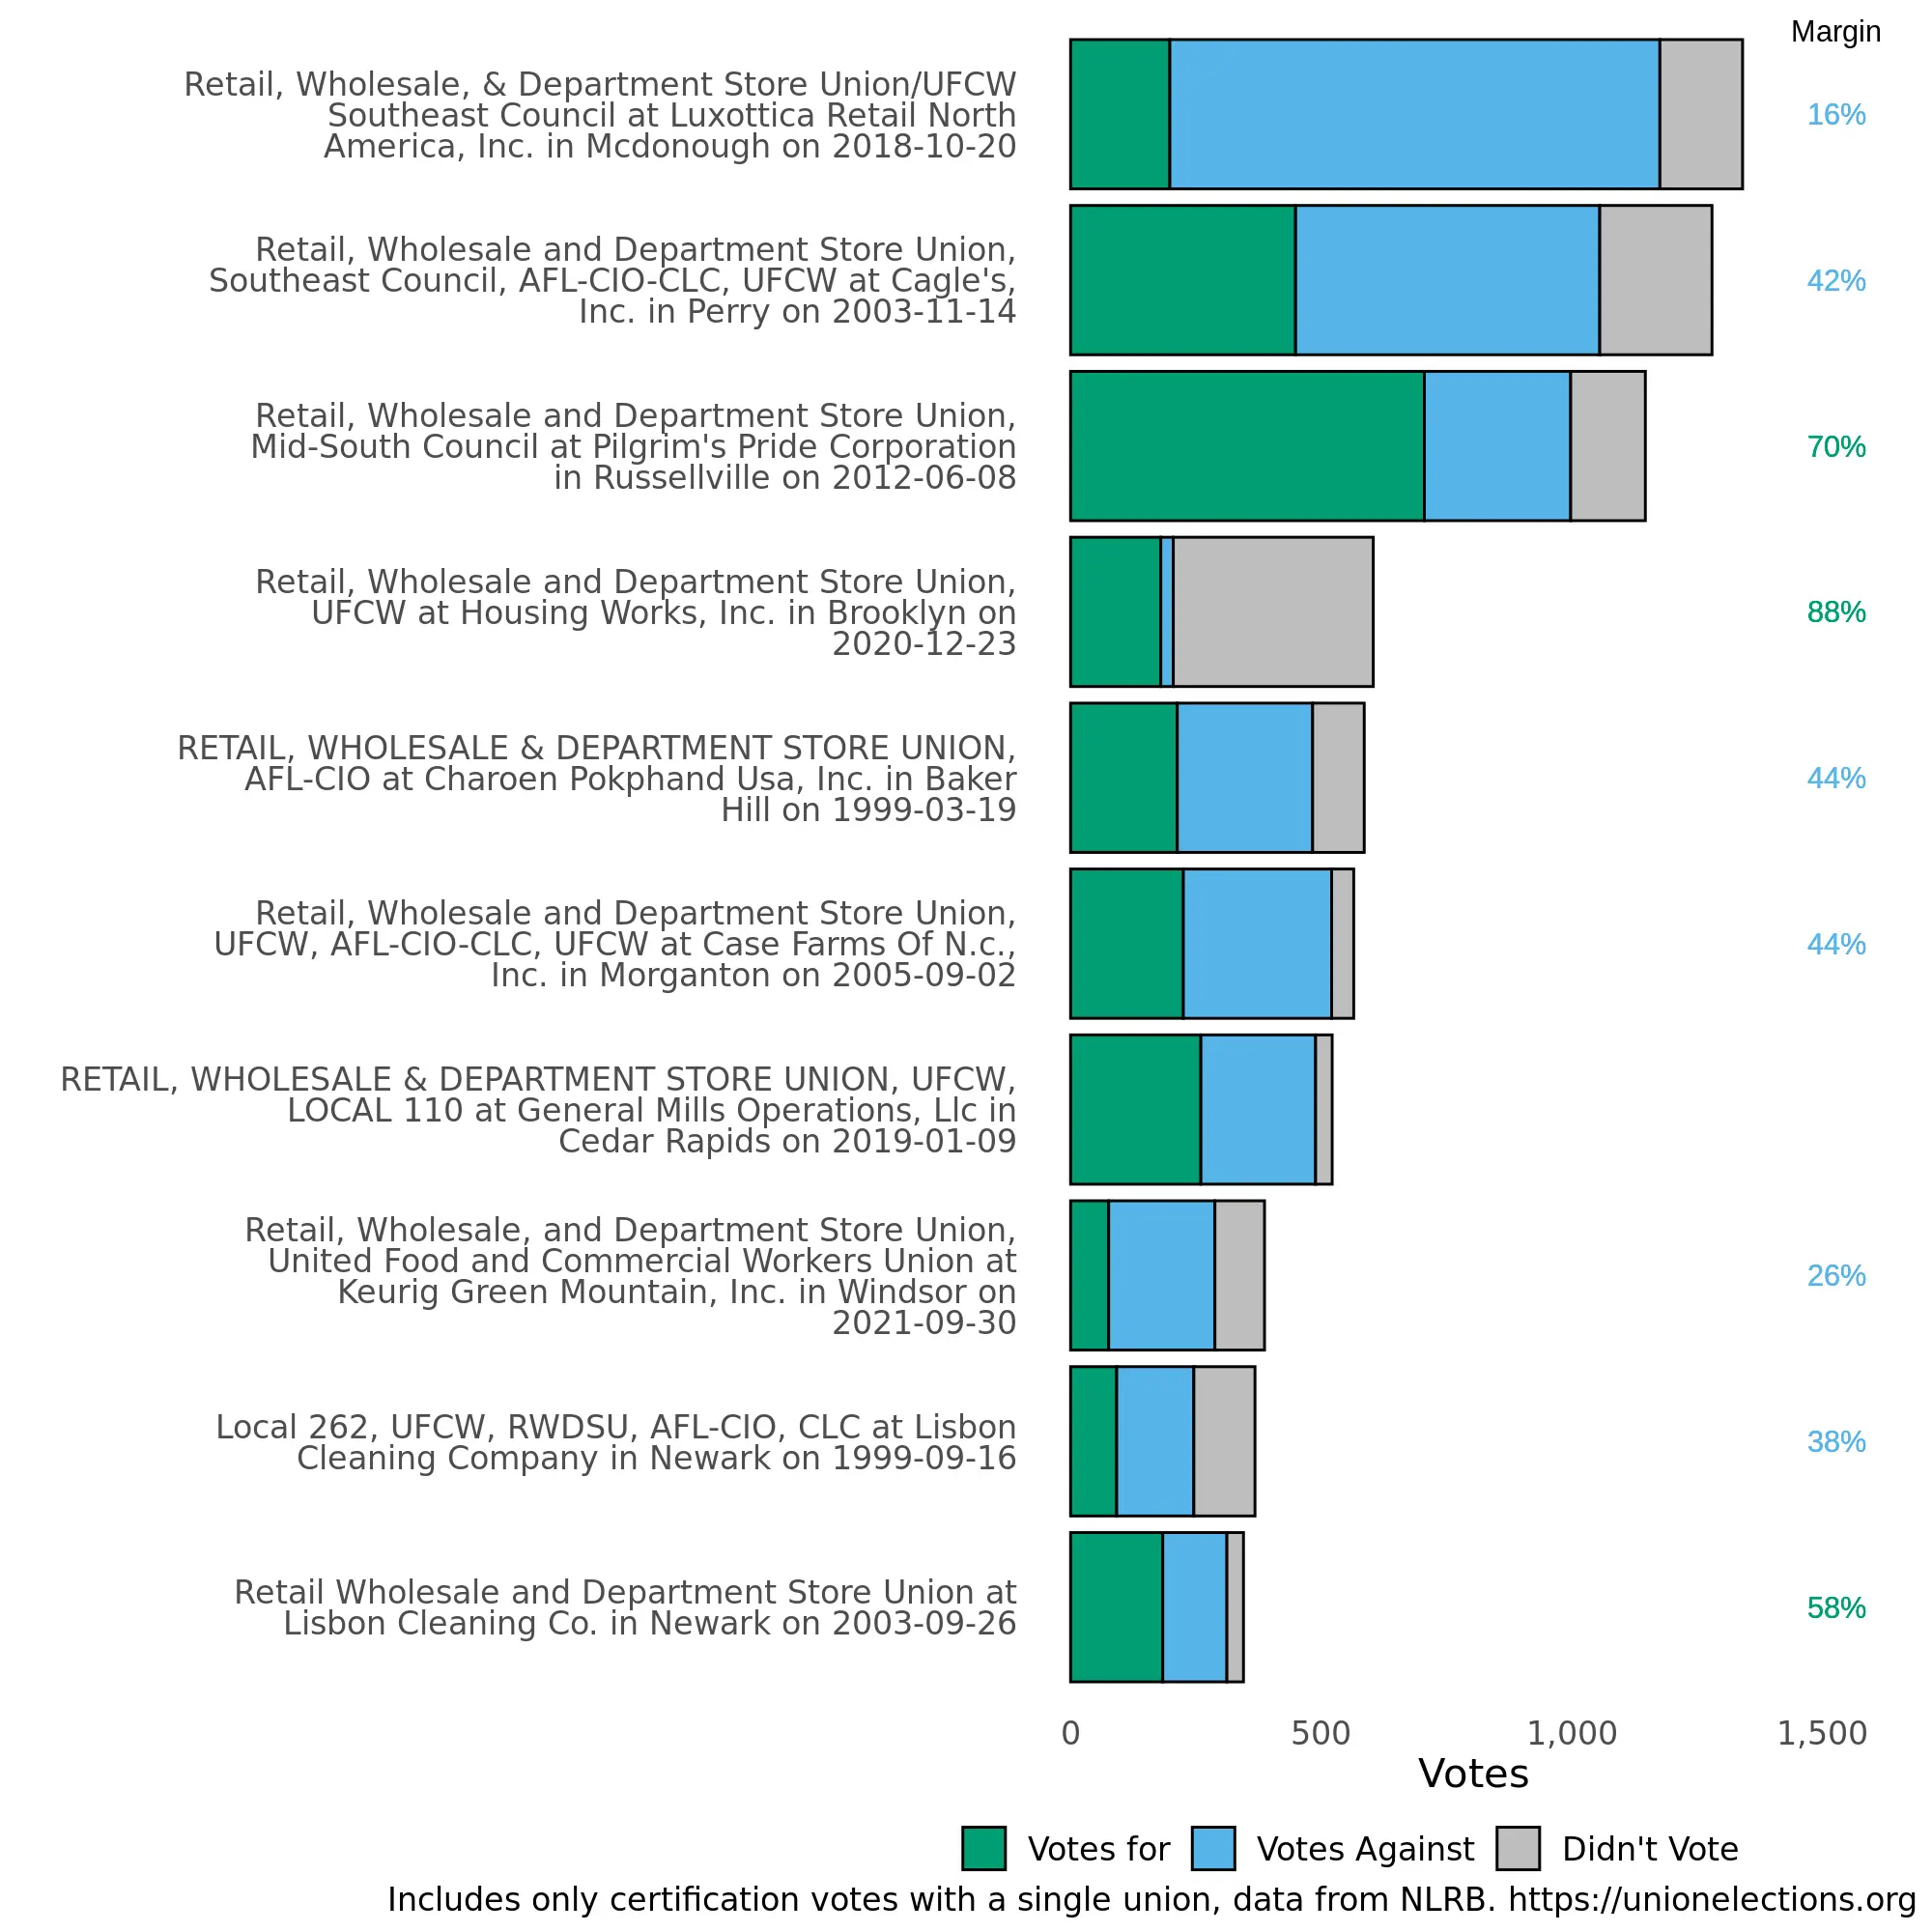 Margin
Retail, Wholesale, & Department Store Union/UFCW
Southeast Council at Luxottica Retail North
America, Inc. in Mcdonough on 2018-10-20
16%
Retail, Wholesale and Department Store Union,
Southeast Council, AFL-CIO-CLC, UFCW at Cagle's,
Inc. in Perry on 2003-11-14
42%
Retail, Wholesale and Department Store Union,
Mid-South Council at Pilgrim's Pride Corporation
in Russellville on 2012-06-08
70%
Retail, Wholesale and Department Store Union,
UFCW at Housing Works, Inc. in Brooklyn on
2020-12-23
88%
RETAIL, WHOLESALE & DEPARTMENT STORE UNION,
AFL-CIO at Charoen Pokphand Usa, Inc. in Baker
Hill on 1999-03-19
44%
Retail, Wholesale and Department Store Union,
UFCW, AFL-CIO-CLC, UFCW at Case Farms Of N.c.,
Inc. in Morganton on 2005-09-02
44%
RETAIL, WHOLESALE & DEPARTMENT STORE UNION, UFCW,
LOCAL 110 at General Mills Operations, Llc in
Cedar Rapids on 2019-01-09
Retail, Wholesale, and Department Store Union,
United Food and Commercial Workers Union at
Keurig Green Mountain, Inc. in Windsor on
2021-09-30
26%
Local 262, UFCW, RWDSU, AFL-CIO, CLC at Lisbon
Cleaning Company in Newark on 1999-09-16
38%
Retail Wholesale and Department Store Union at
Lisbon Cleaning Co. in Newark on 2003-09-26
58%
0 500 1,000 1,500
Votes
Votes for Votes Against Didn't Vote
Includes only certification votes with a single union, data from NLRB. https://unionelections.org